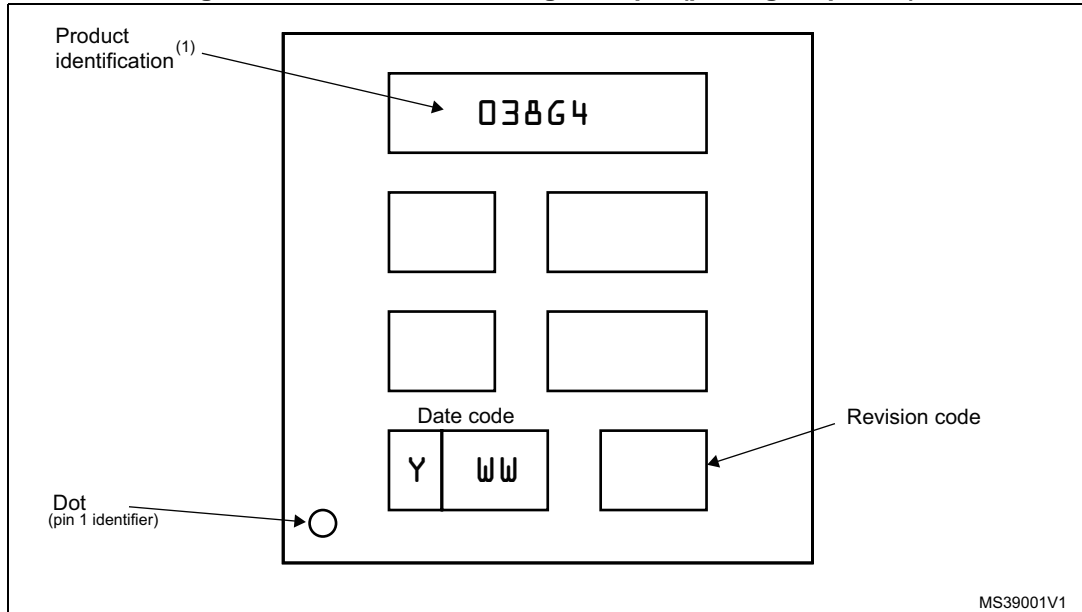 Product
identification (1)
038G4
Date code
Y WW
Revision code
Dot
(pin 1 identifier)
MS39001V1